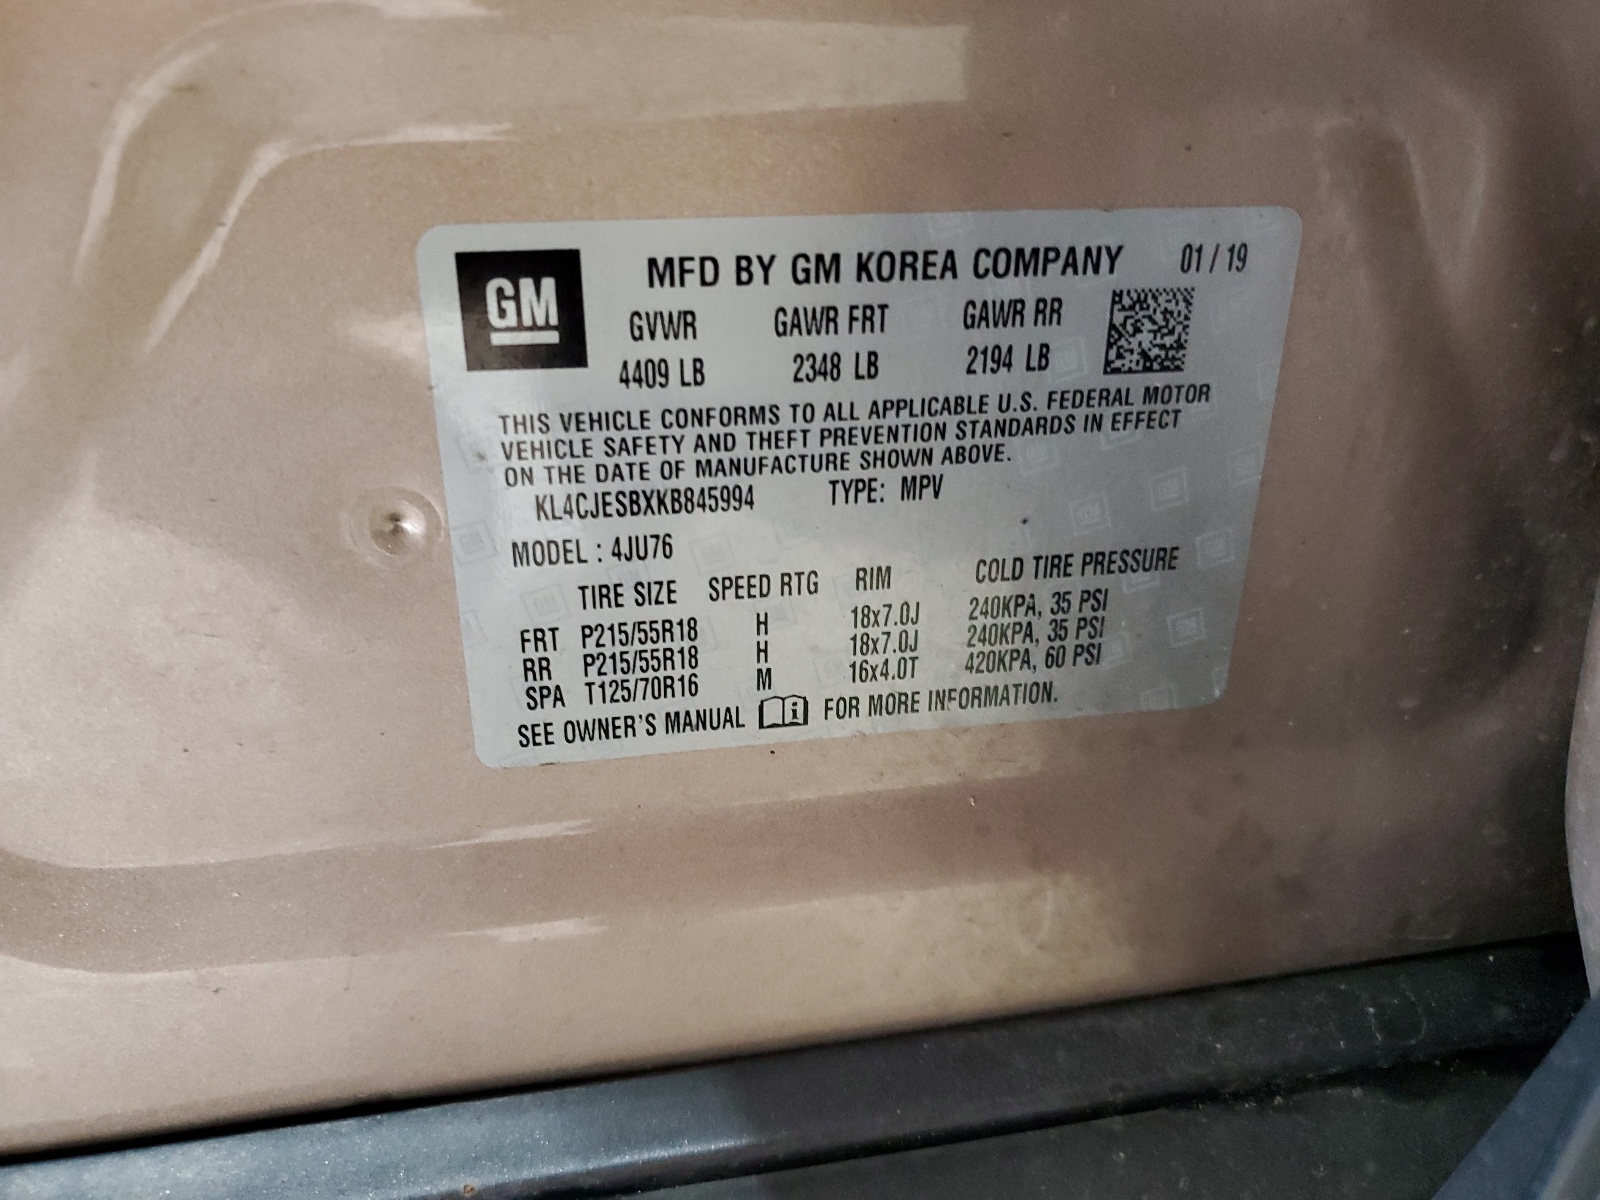 GM
MFD BY GM KOREA COMPANY 01 / 19
GVWR GAWR FRT GAWR RR
4409 LB 2348 LB 2194 LB
THIS VEHICLE CONFORMS TO ALL APPLICABLE U.S. FEDERAL MOTOR
VEHICLE SAFETY AND THEFT PREVENTION STANDARDS IN EFFECT
ON THE DATE OF MANUFACTURE SHOWN ABOVE.
KL4CJESBXKB845994 TYPE: MPV
MODEL : 4JU76
TIRE SIZE SPEED RTG RIM COLD TIRE PRESSURE
FRT P215/55R18 H 18x7.0J 240KPA, 35 PSI
RR P215/55R18 H 18x7.0J 240KPA, 35 PSI
SPA T125/70R16 M 16x4.0T 420KPA, 60 PSI
SEE OWNER'S MANUAL i FOR MORE INFORMATION.